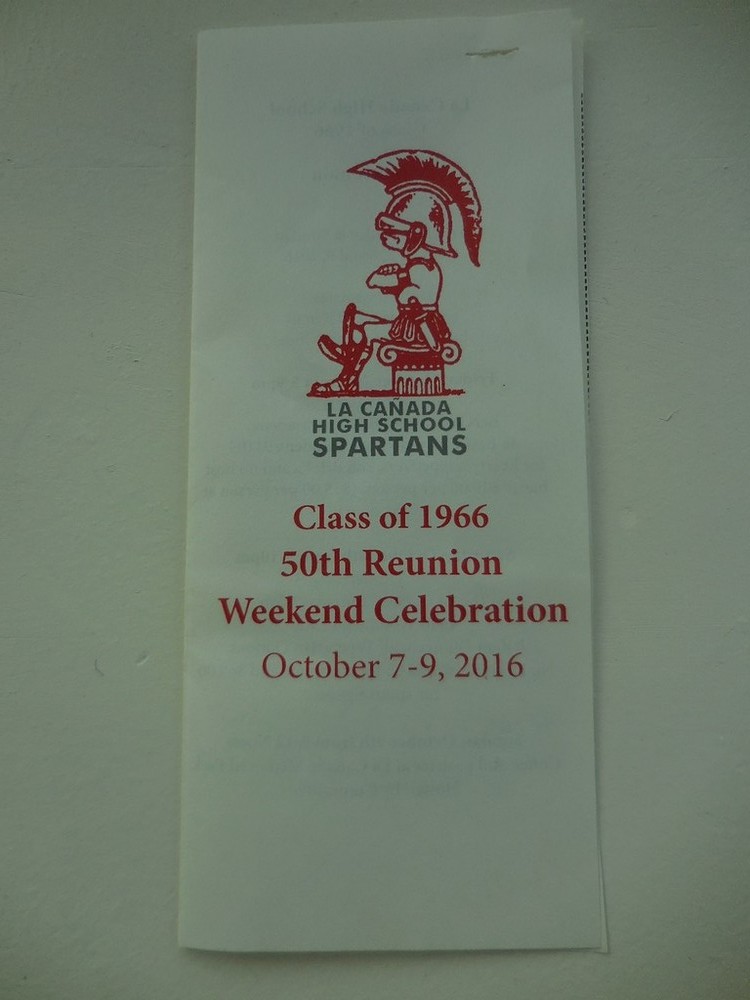 LA CAÑADA
HIGH SCHOOL
SPARTANS
Class of 1966
50th Reunion
Weekend Celebration
October 7-9, 2016